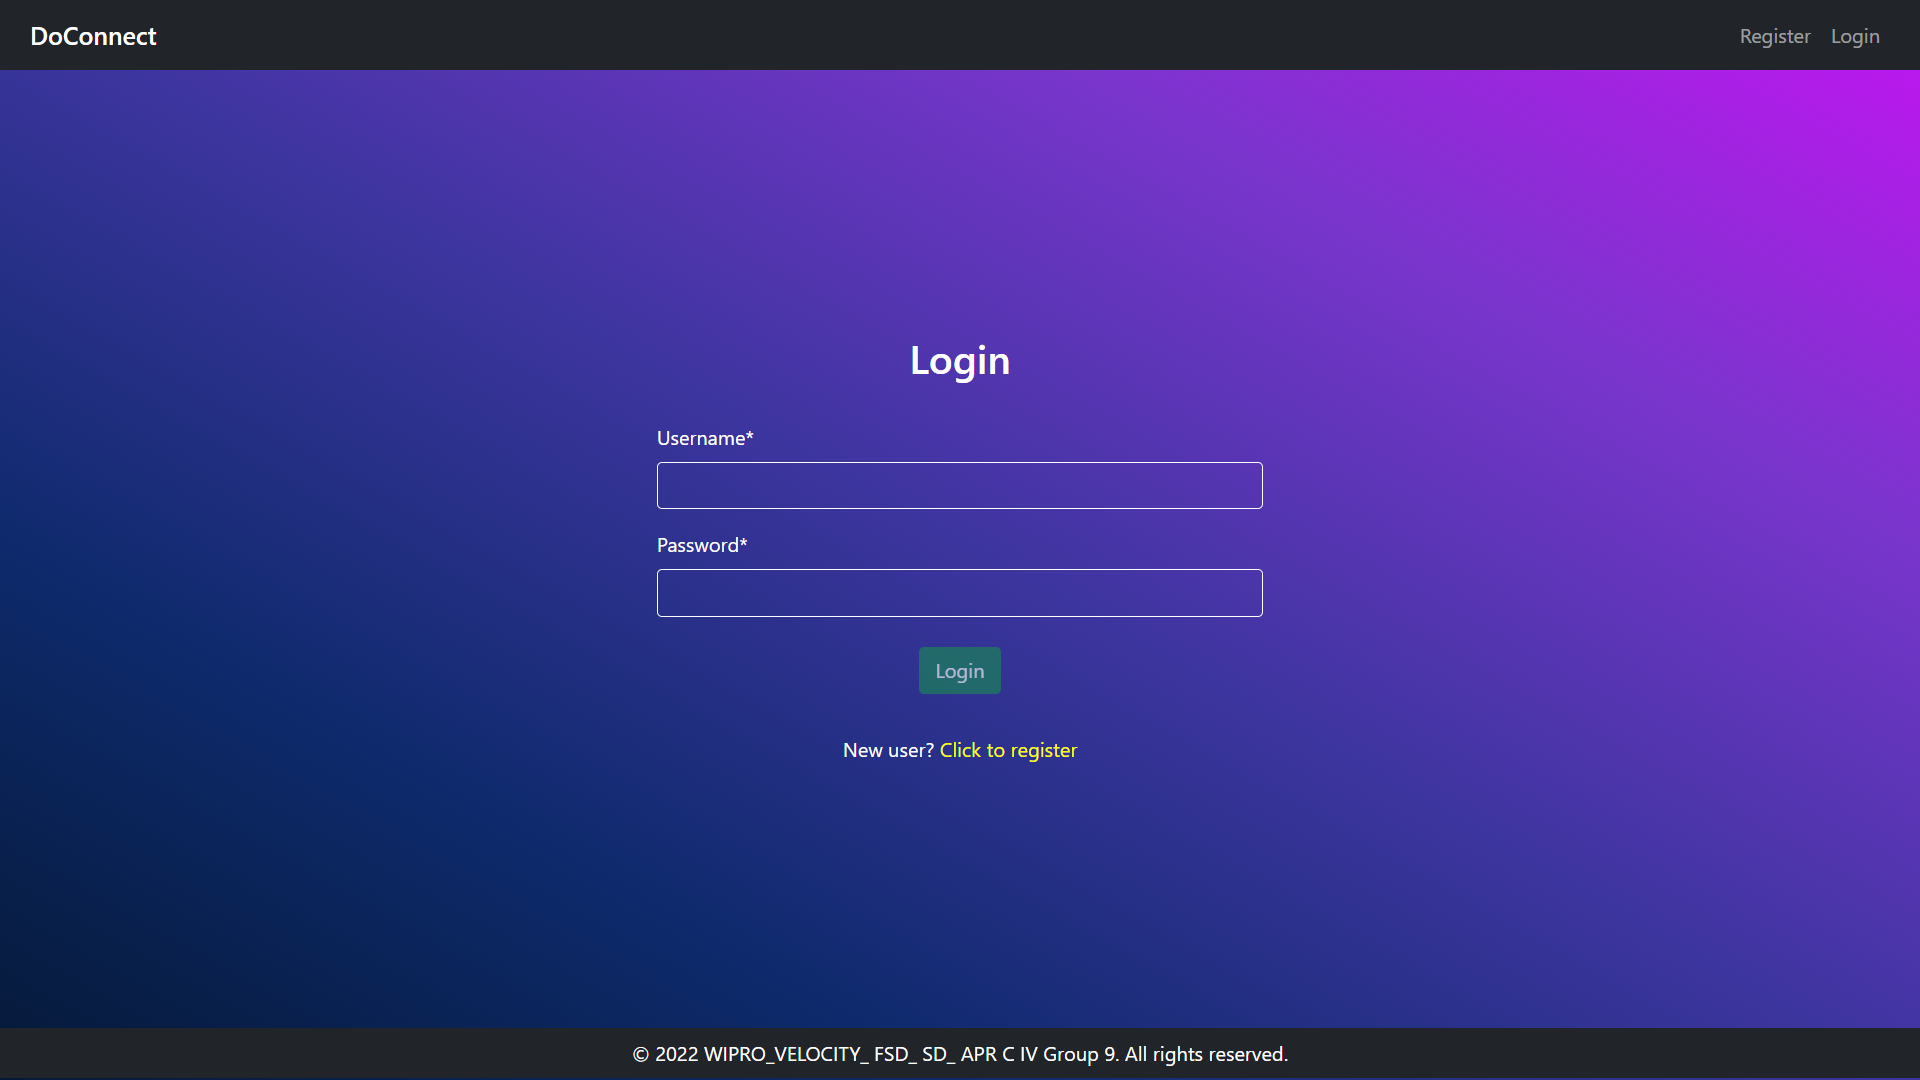 DoConnect
Register Login
Login
Username*
Password*
Login
New user? Click to register
© 2022 WIPRO_VELOCITY_ FSD_ SD_ APR C IV Group 9. All rights reserved.